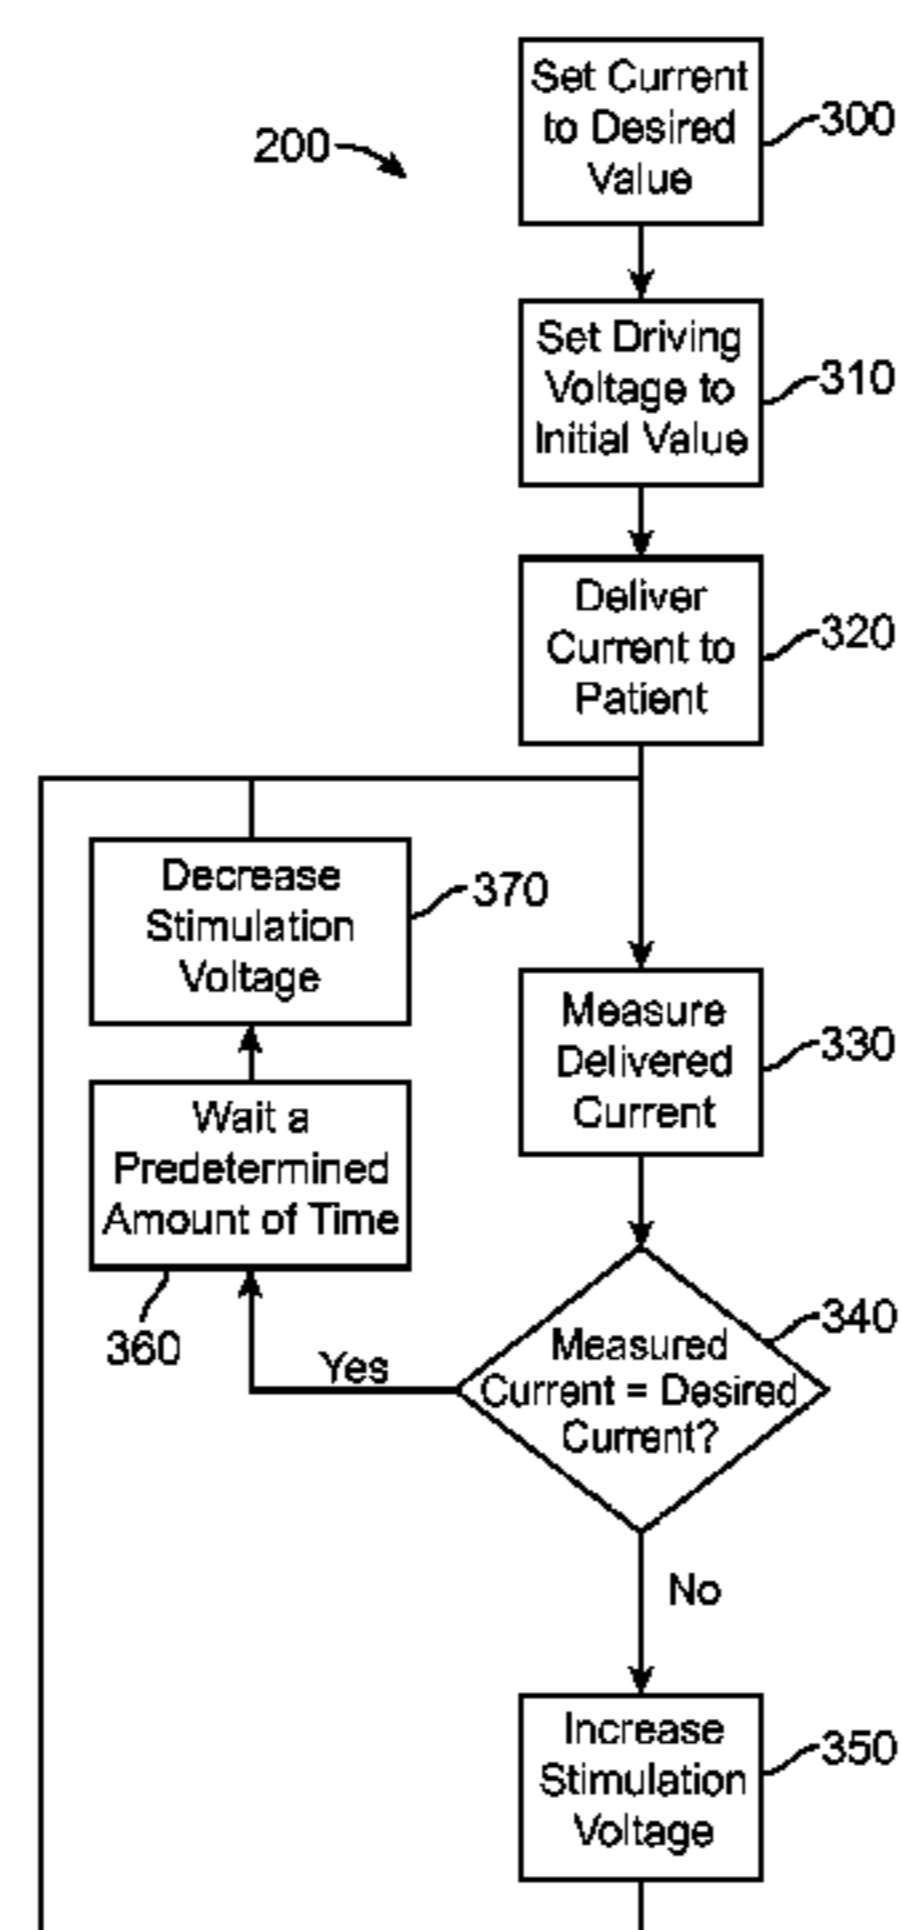 200
Set Current
to Desired
Value
300
Set Driving
Voltage to
Initial Value
310
Deliver
Current to
Patient
320
Decrease
Stimulation
Voltage
370
Measure
Delivered
Current
330
Wait a
Predetermined
Amount of Time
360
Yes
Measured
Current = Desired
Current?
340
No
Increase
Stimulation
Voltage
350